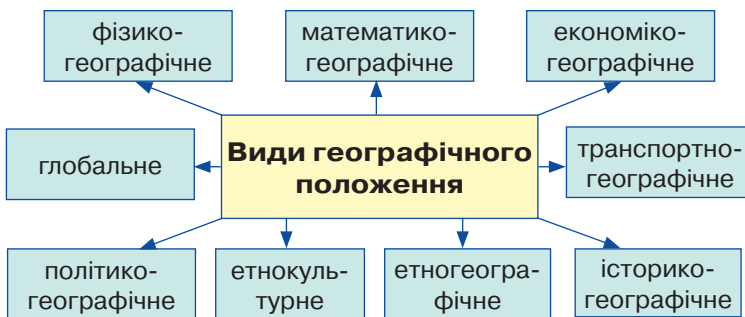 фізико-
географічне
математико-
географічне
економіко-
географічне
глобальне
Види географічного
положення
транспортно-
географічне
політико-
географічне
етнокуль-
турне
етногеогра-
фічне
історико-
географічне